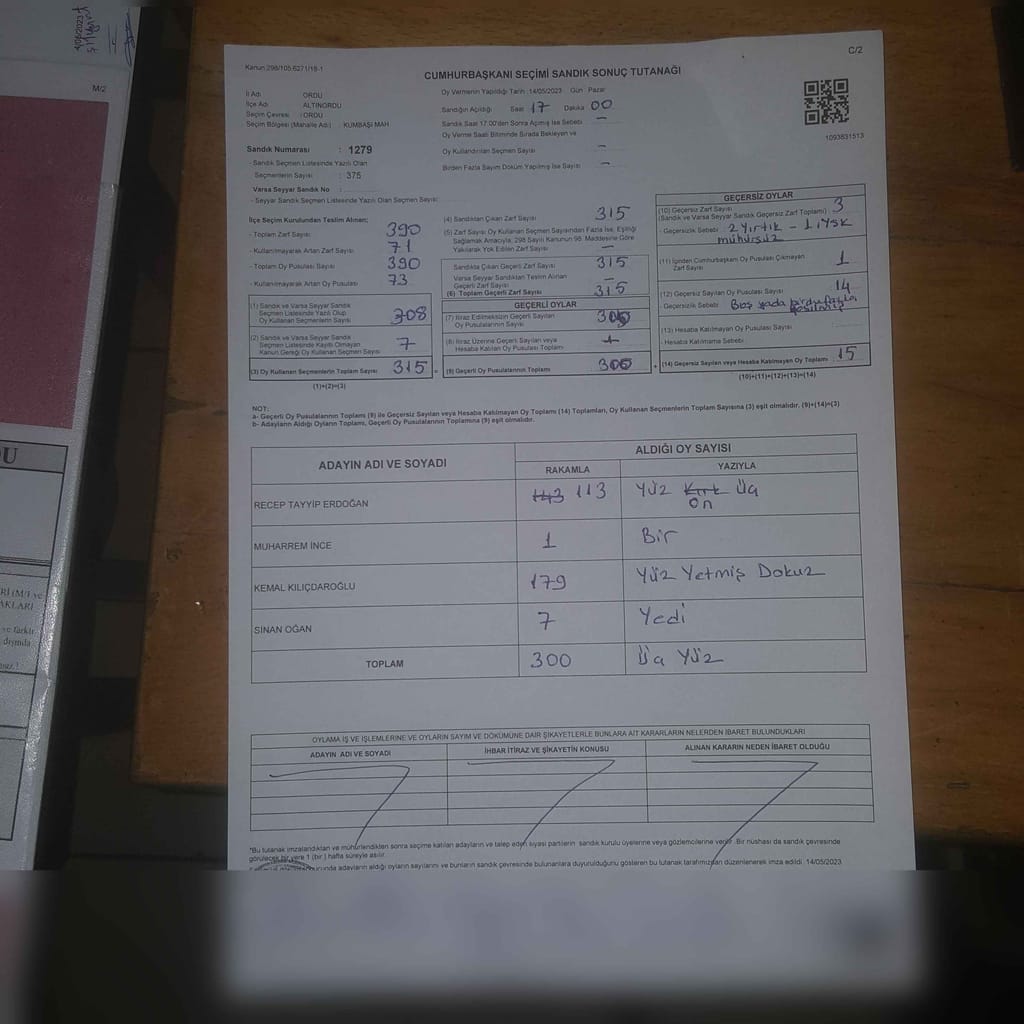 M/2
C/2
Kanun:298/105 6271/18-1
CUMHURBAŞKANI SEÇİMİ SANDIK SONUÇ TUTANAĞI
İl Adı ORDU
İlçe Adı ALTINORDU
Seçim Çevresi : ORDU
Seçim Bölgesi (Mahalle Adı) : KUMBAŞI MAH
Sandık Numarası : 1279
- Sandık Seçmen Listesinde Yazılı Olan
Seçmenlerin Sayısı : 375
Varsa Seyyar Sandık No :
- Seyyar Sandık Seçmen Listesinde Yazılı Olan Seçmen Sayısı:
Oy Vermenin Yapıldığı Tarih :14/05/2023 Gün Pazar
Sandığın Açıldığı Saat 17 Dakika 00
Sandık Saat 17:00'den Sonra Açılmış İse Sebebi —
Oy Verme Saati Bitiminde Sırada Bekleyen ve
Oy Kullandırılan Seçmen Sayısı —
Birden Fazla Sayım Döküm Yapılmış İse Sayısı —
1093831513
İlçe Seçim Kurulundan Teslim Alınan;
- Toplam Zarf Sayısı 390
- Kullanılmayarak Artan Zarf Sayısı 71
- Toplam Oy Pusulası Sayısı 390
- Kullanılmayarak Artan Oy Pusulası 73
(1) Sandık ve Varsa Seyyar Sandık
Seçmen Listesinde Yazılı Olup
Oy Kullanan Seçmenlerin Sayısı 308
(2) Sandık ve Varsa Seyyar Sandık
Seçmen Listesinde Kayıtlı Olmayan
Kanun Gereği Oy Kullanan Seçmen Sayısı 7
(3) Oy Kullanan Seçmenlerin Toplam Sayısı 315
(1)+(2)=(3)
(4) Sandıktan Çıkan Zarf Sayısı 315
(5) Zarf Sayısı Oy Kullanan Seçmen Sayısından Fazla İse, Eşitliği
Sağlamak Amacıyla; 298 Sayılı Kanunun 98. Maddesine Göre
Yakılarak Yok Edilen Zarf Sayısı —
Sandıkta Çıkan Geçerli Zarf Sayısı 315
Varsa Seyyar Sandıktan Teslim Alınan
Geçerli Zarf Sayısı —
(6) Toplam Geçerli Zarf Sayısı 315
GEÇERLİ OYLAR
(7) İtiraz Edilmeksizin Geçerli Sayılan
Oy Pusulalarının Sayısı 300
(8) İtiraz Üzerine Geçerli Sayılan veya
Hesaba Katılan Oy Pusulası Toplamı
(9) Geçerli Oy Pusulalarının Toplamı 300
GEÇERSİZ OYLAR
(10) Geçersiz Zarf Sayısı 3
(Sandık ve Varsa Seyyar Sandık Geçersiz Zarf Toplamı)
- Geçersizlik Sebebi 2 Yırtık - 1 Ysk
mühürsüz
(11) İçinden Cumhurbaşkanı Oy Pusulası Çıkmayan
Zarf Sayısı 1
(12) Geçersiz Sayılan Oy Pusulası Sayısı 14
Geçersizlik Sebebi Boş yada birden fazla
(13) Hesaba Katılmayan Oy Pusulası Sayısı
- Hesaba Katılmama Sebebi
(14) Geçersiz Sayılan veya Hesaba Katılmayan Oy Toplamı 15
(10)+(11)+(12)+(13)=(14)
NOT:
a- Geçerli Oy Pusulalarının Toplamı (9) ile Geçersiz Sayılan veya Hesaba Katılmayan Oy Toplamı (14) Toplamları, Oy Kullanan Seçmenlerin Toplam Sayısına (3) eşit olmalıdır. (9)+(14)=(3)
b- Adayların Aldığı Oyların Toplamı, Geçerli Oy Pusulalarının Toplamına (9) eşit olmalıdır.
ADAYIN ADI VE SOYADI ALDIĞI OY SAYISI
RAKAMLA YAZIYLA
RECEP TAYYİP ERDOĞAN 143 113 Yüz Kırk Üç
On
MUHARREM İNCE 1 Bir
KEMAL KILIÇDAROĞLU 179 Yüz Yetmiş Dokuz
SİNAN OĞAN 7 Yedi
TOPLAM 300 Üç Yüz
OYLAMA İŞ VE İŞLEMLERİNE VE OYLARIN SAYIM VE DÖKÜMÜNE DAİR ŞİKAYETLERLE BUNLARA AİT KARARLARIN NELERDEN İBARET BULUNDUKLARI
ADAYIN ADI VE SOYADI İHBAR İTİRAZ VE ŞİKAYETİN KONUSU ALINAN KARARIN NEDEN İBARET OLDUĞU
*Bu tutanak imzalandıktan ve mühürlendikten sonra seçime katılan adayların ve talep eden siyasi partilerin sandık kurulu üyelerine veya gözlemcilerine verilir. Bir nüshası da sandık çevresinde
görülecek bir yere 1 (bir) hafta süreyle asılır.
adayların aldığı oyların sayılarını ve bunların sandık çevresinde bulunanlara duyurulduğunu gösteren bu tutanak tarafımızdan düzenlenerek imza edildi. 14/05/2023